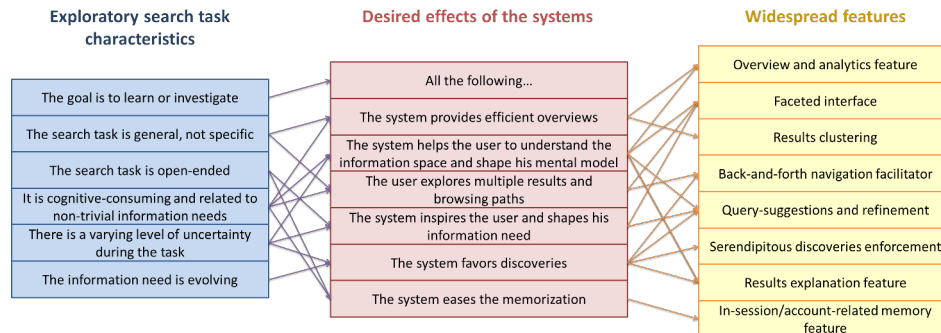 Exploratory search task
characteristics
Desired effects of the systems
Widespread features
The goal is to learn or investigate
The search task is general, not specific
The search task is open-ended
It is cognitive-consuming and related to
non-trivial information needs
There is a varying level of uncertainty
during the task
The information need is evolving
All the following...
The system provides efficient overviews
The system helps the user to understand the
information space and shape his mental model
The user explores multiple results and
browsing paths
The system inspires the user and shapes his
information need
The system favors discoveries
The system eases the memorization
Overview and analytics feature
Faceted interface
Results clustering
Back-and-forth navigation facilitator
Query-suggestions and refinement
Serendipitous discoveries enforcement
Results explanation feature
In-session/account-related memory
feature